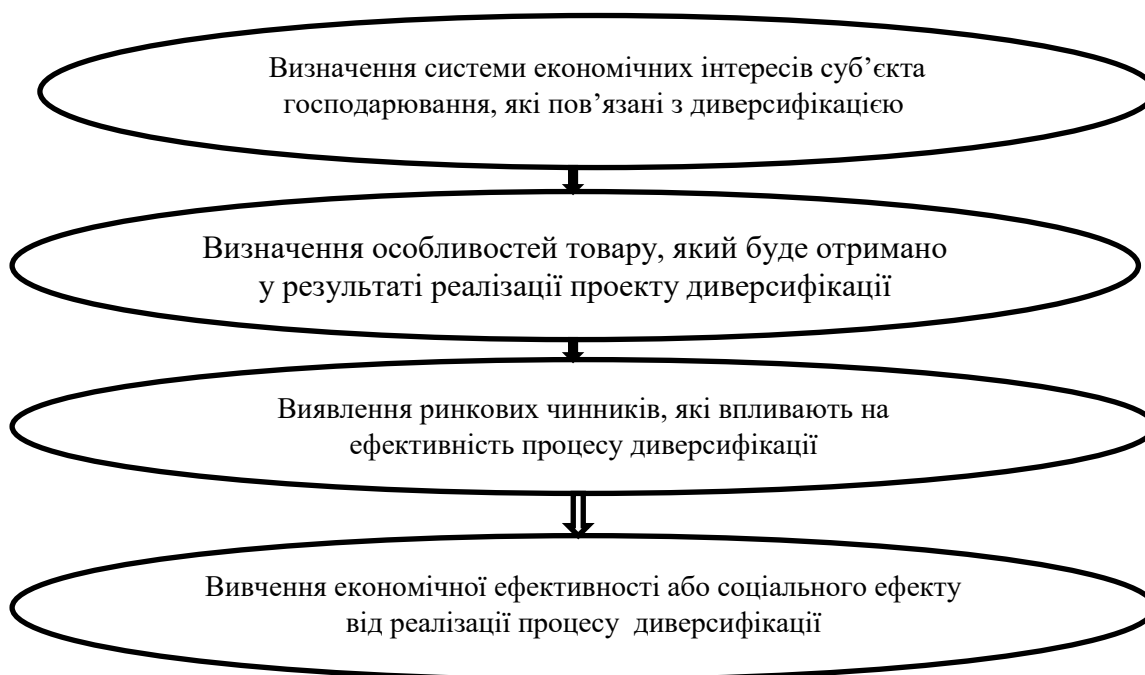 Визначення системи економічних інтересів суб’єкта
господарювання, які пов’язані з диверсифікацією
Визначення особливостей товару, який буде отримано
у результаті реалізації проекту диверсифікації
Виявлення ринкових чинників, які впливають на
ефективність процесу диверсифікації
Вивчення економічної ефективності або соціального ефекту
від реалізації процесу диверсифікації